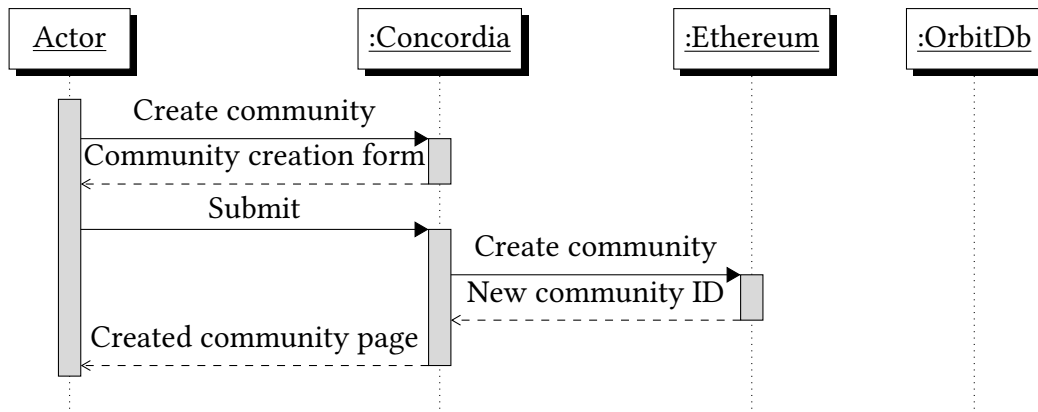 Actor
:Concordia
:Ethereum
:OrbitDb
Create community
Community creation form
Submit
Create community
New community ID
Created community page